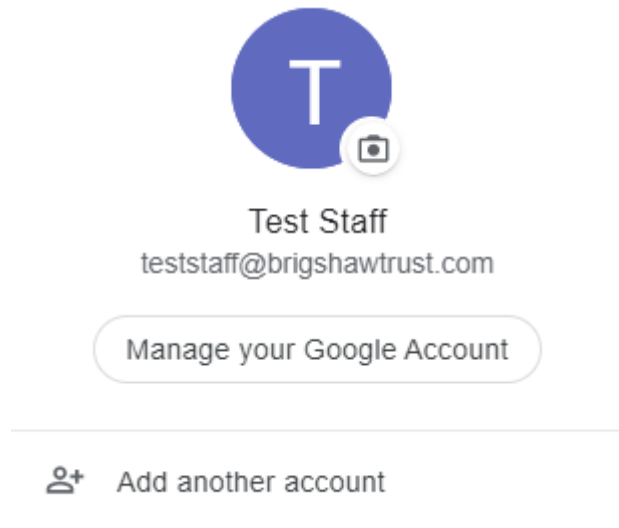 T
Test Staff
teststaff@brigshawtrust.com
Manage your Google Account
Add another account